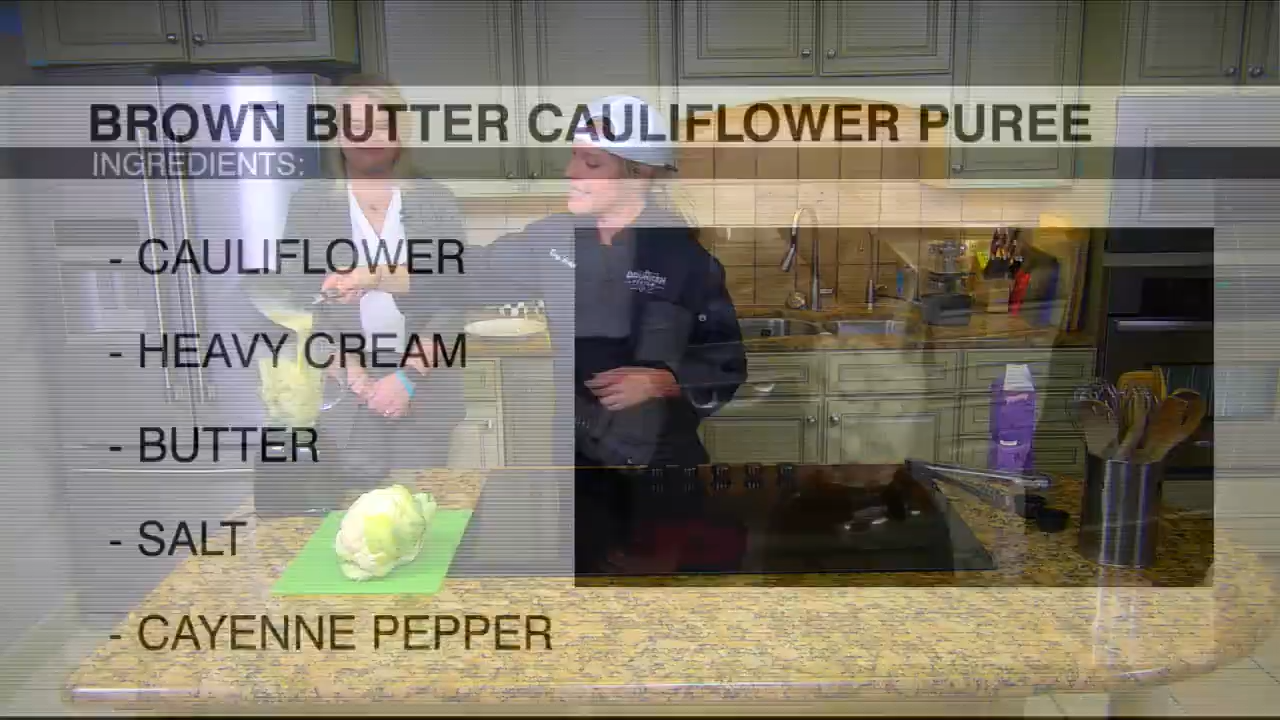 BROWN BUTTER CAULIFLOWER PUREE
INGREDIENTS:
- CAULIFLOWER
- HEAVY CREAM
- BUTTER
- SALT
- CAYENNE PEPPER